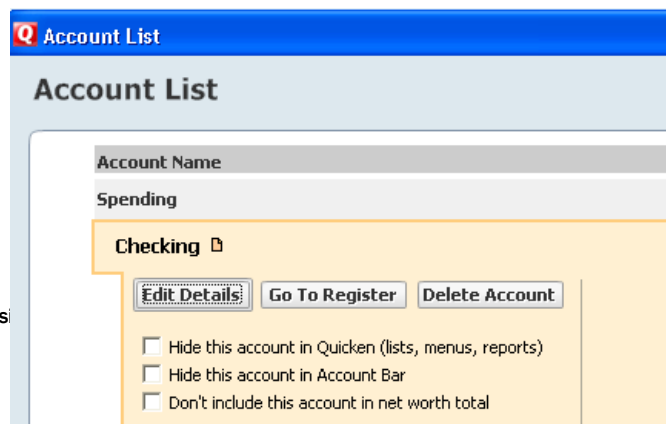 Q Account List
Account List
Account Name
Spending
Checking
Edit Details Go To Register Delete Account
si
Hide this account in Quicken (lists, menus, reports)
Hide this account in Account Bar
Don't include this account in net worth total